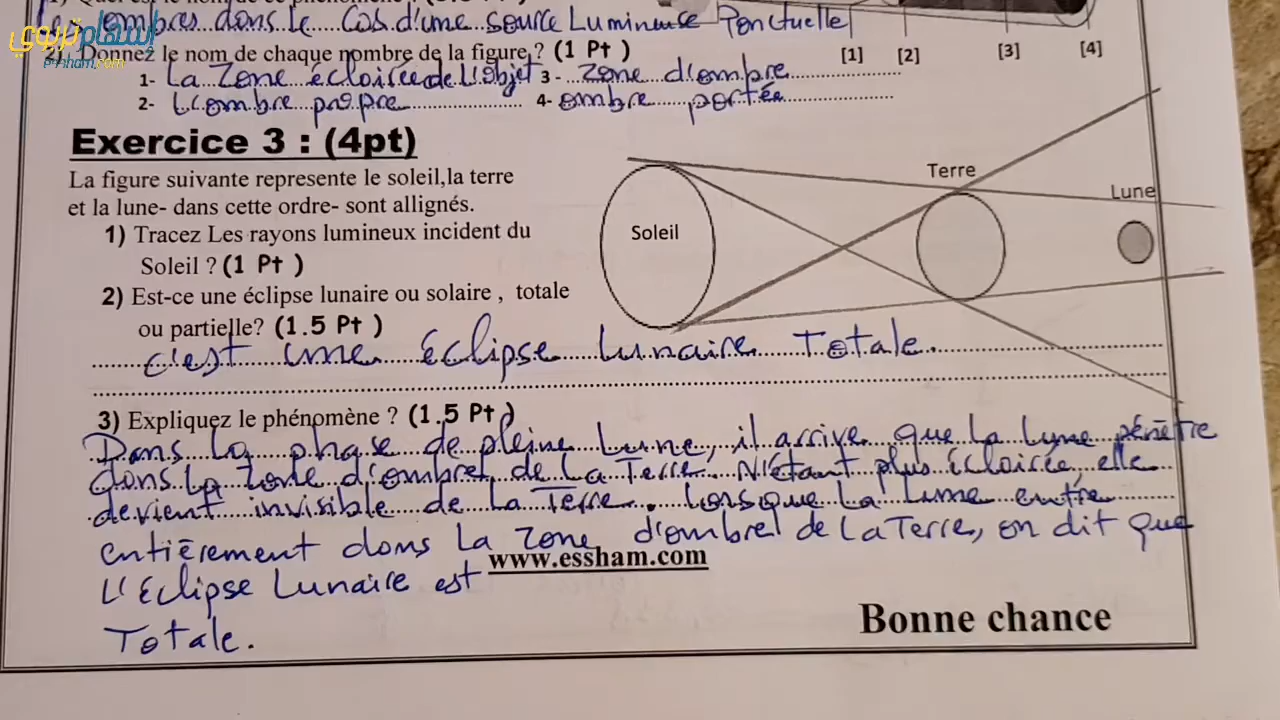 ombres dans le Cas d'une source Lumineuse Ponctuelle
اسهام تربوي
essham.com
2) Donnez le nom de chaque nombre de la figure ? (1 Pt )
[1] [2] [3] [4]
1- La Zone éclairée de L'objet 3 - Zone d'ombre
2- L'ombre propre 4- ombre portée
Exercice 3 : (4pt)
La figure suivante represente le soleil,la terre
et la lune- dans cette ordre- sont allignés.
1) Tracez Les rayons lumineux incident du
Soleil ? (1 Pt )
2) Est-ce une éclipse lunaire ou solaire , totale
ou partielle? (1.5 Pt )
Soleil
Terre
Lune
c'est une éclipse lunaire Totale.
3) Expliquez le phénomène ? (1.5 Pt )
Dans la phase de pleine Lune, il arrive que la Lune pénètre
dans la zone d'ombre de La Terre. N'étant plus éclairée, elle
devient invisible de La Terre. Lorsque La Lune entre
entièrement dans La Zone d'ombre de La Terre, on dit que
L'éclipse Lunaire est
Totale.
www.essham.com
Bonne chance